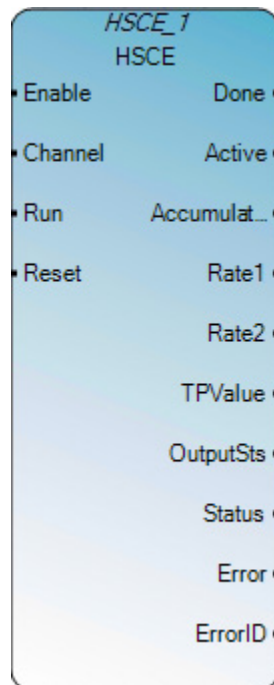 HSCE_1
HSCE
Enable Done
Channel Active
Run Accumulat...
Reset Rate1
Rate2
TPValue
OutputSts
Status
Error
ErrorID